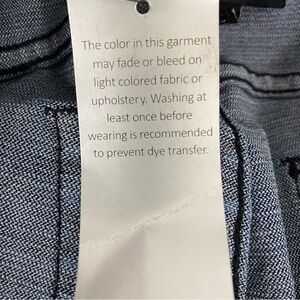 The color in this garment
may fade or bleed on
light colored fabric or
upholstery. Washing at
least once before
wearing is recommended
to prevent dye transfer.